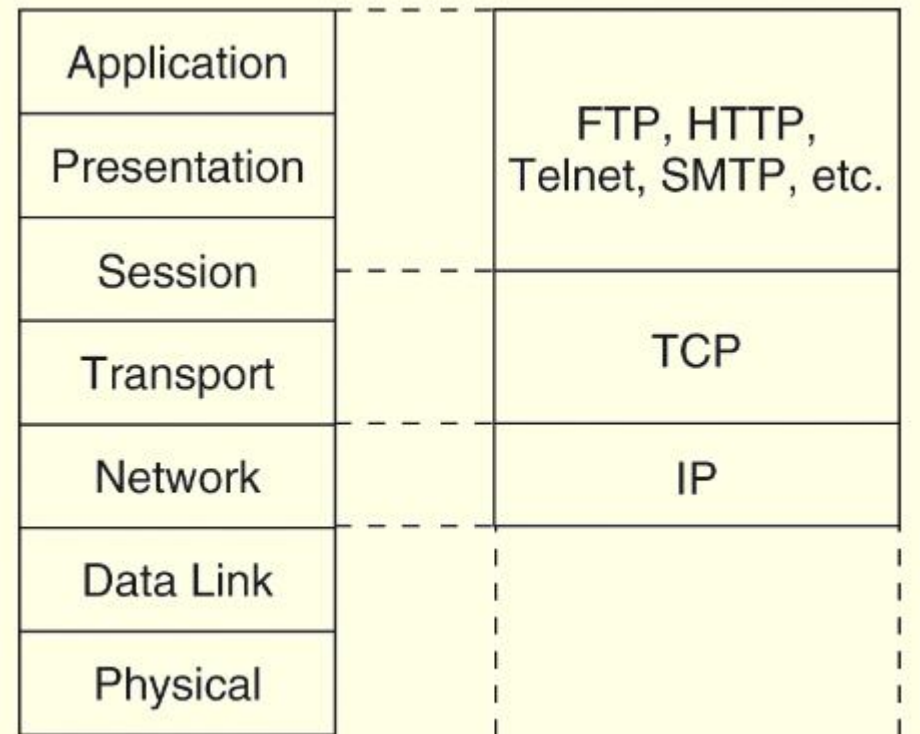 Application
Presentation
Session
Transport
Network
Data Link
Physical
FTP, HTTP,
Telnet, SMTP, etc.
TCP
IP